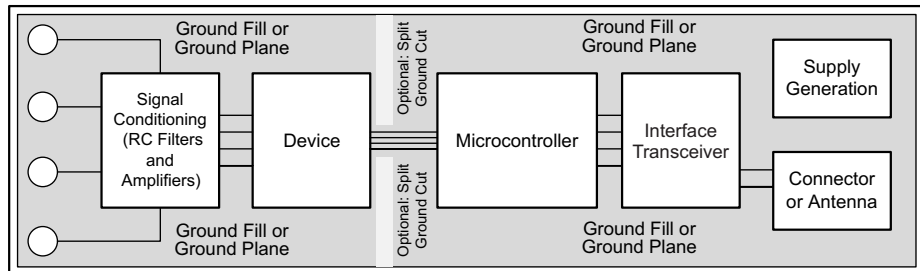 Ground Fill or
Ground Plane
Optional: Split
Ground Cut
Ground Fill or
Ground Plane
Supply
Generation
Signal
Conditioning
(RC Filters
and
Amplifiers)
Device
Microcontroller
Interface
Transceiver
Connector
or Antenna
Ground Fill or
Ground Plane
Optional: Split
Ground Cut
Ground Fill or
Ground Plane